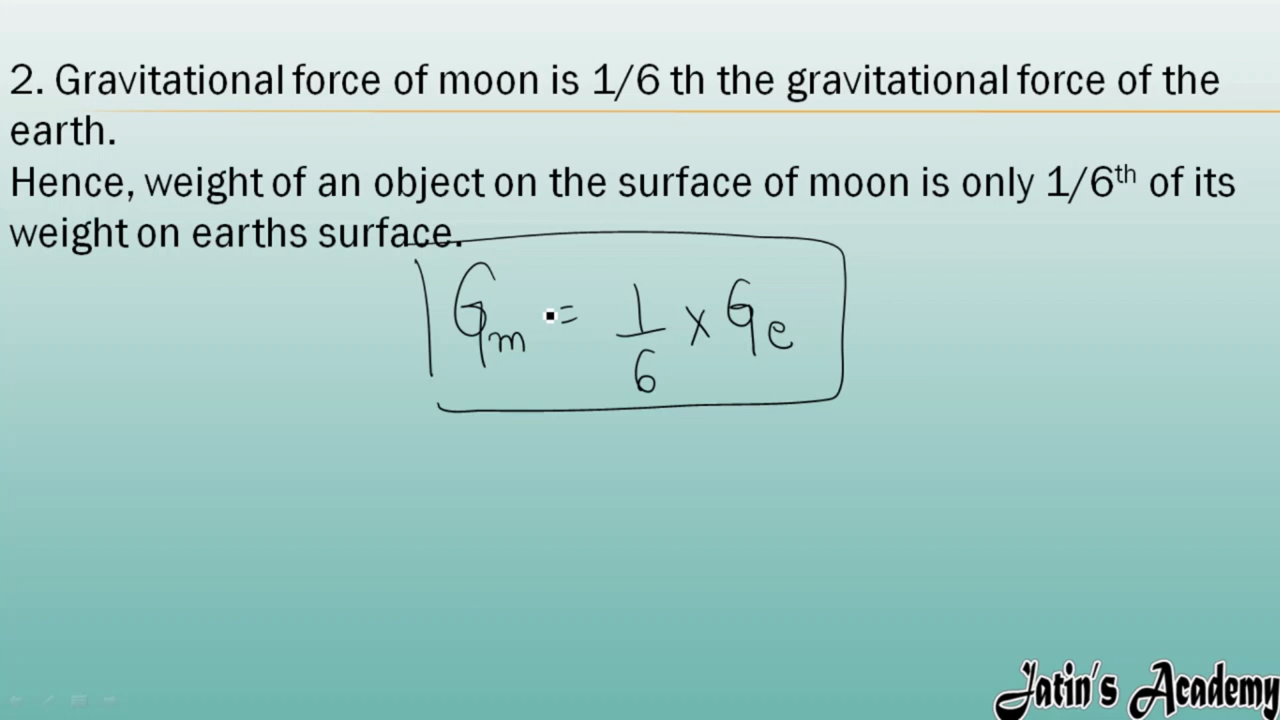 2. Gravitational force of moon is 1/6 th the gravitational force of the
earth.
Hence, weight of an object on the surface of moon is only 1/6th of its
weight on earths surface.
Gm = 1/6 x Ge
Jatin's Academy